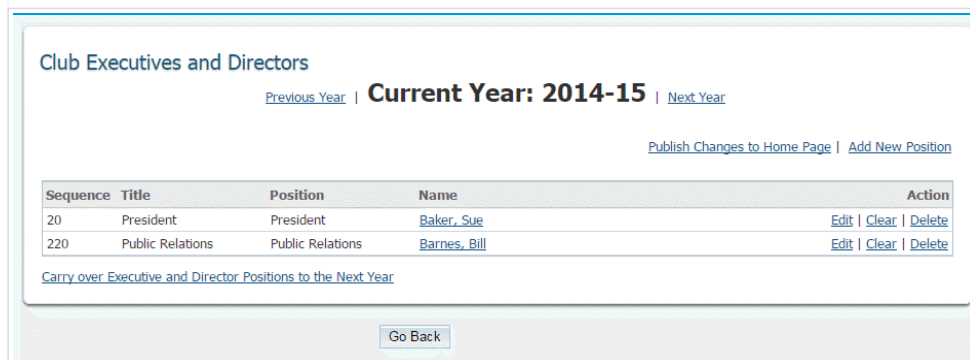 Club Executives and Directors
Previous Year | Current Year: 2014-15 | Next Year
Publish Changes to Home Page | Add New Position
Sequence Title Position Name Action
20 President President Baker, Sue Edit | Clear | Delete
220 Public Relations Public Relations Barnes, Bill Edit | Clear | Delete
Carry over Executive and Director Positions to the Next Year
Go Back